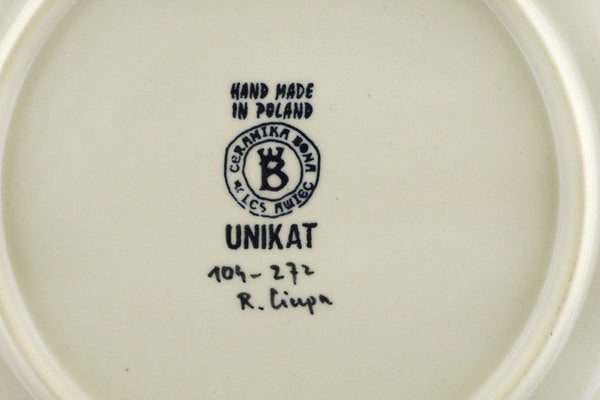 HAND MADE
IN POLAND
CERAMIKA BONA
B
UNIKAT
104-272
R. Ciupa